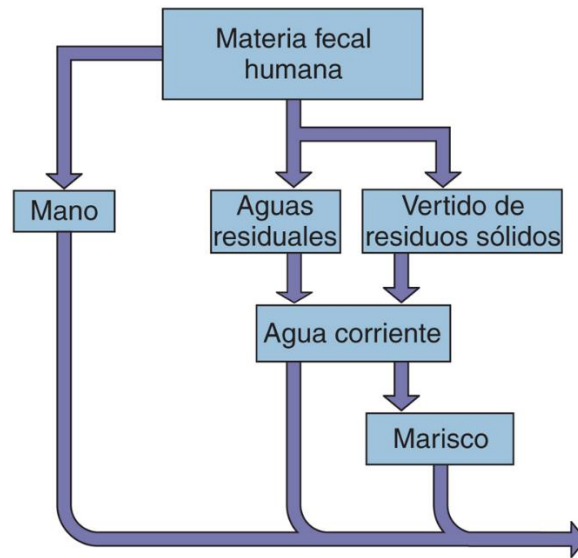 Materia fecal
humana
Mano
Aguas
residuales
Vertido de
residuos sólidos
Agua corriente
Marisco